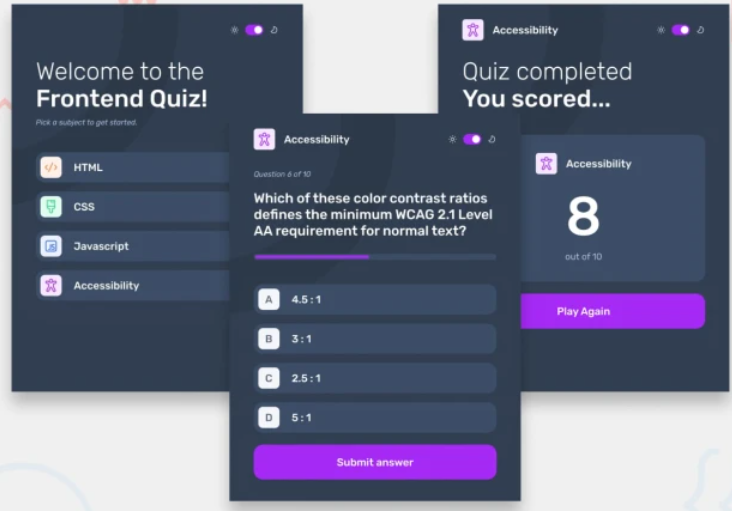 Welcome to the
Frontend Quiz!
Pick a subject to get started.
HTML
CSS
Javascript
Accessibility
Accessibility
Question 6 of 10
Which of these color contrast ratios
defines the minimum WCAG 2.1 Level
AA requirement for normal text?
A 4.5 : 1
B 3 : 1
C 2.5 : 1
D 5 : 1
Submit answer
Accessibility
Quiz completed
You scored...
Accessibility
8
out of 10
Play Again